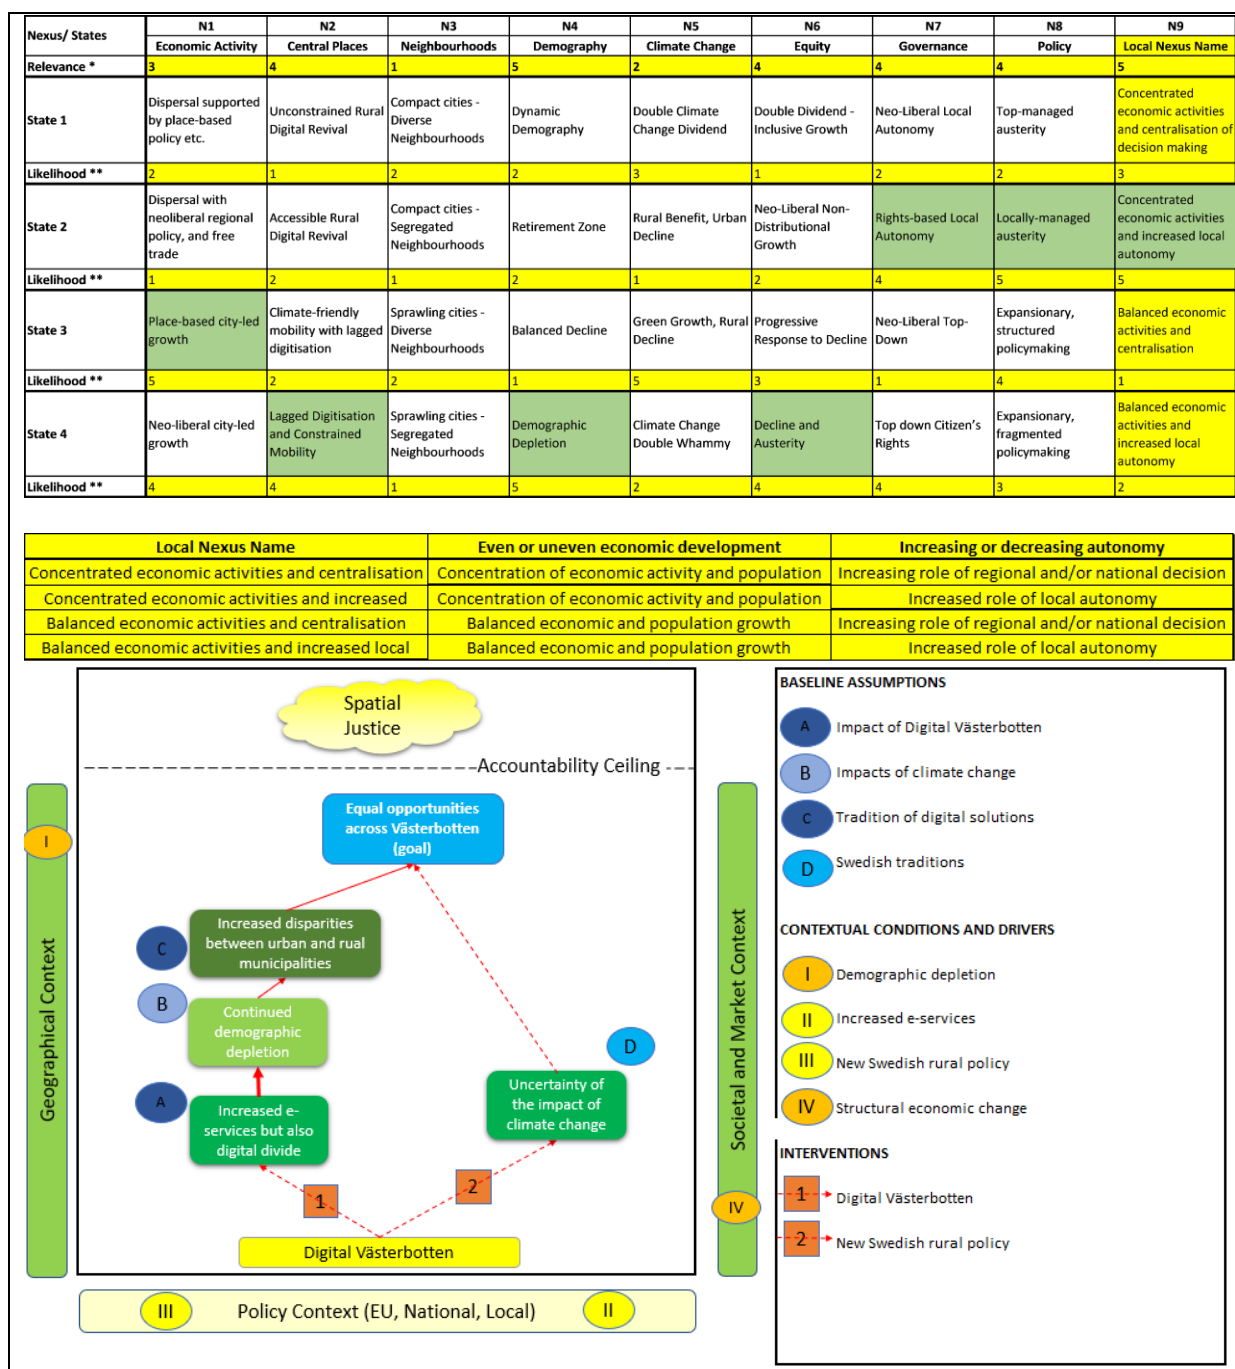 Nexus/ States N1 N2 N3 N4 N5 N6 N7 N8 N9
Economic Activity Central Places Neighbourhoods Demography Climate Change Equity Governance Policy Local Nexus Name
Relevance * 3 4 1 5 2 4 4 4 5
State 1
Dispersal supported
by place-based
policy etc.
Unconstrained Rural
Digital Revival
Compact cities -
Diverse
Neighbourhoods
Dynamic
Demography
Double Climate
Change Dividend
Double Dividend -
Inclusive Growth
Neo-Liberal Local
Autonomy
Top-managed
austerity
Concentrated
economic activities
and centralisation of
decision making
Likelihood ** 2 1 2 2 3 1 2 2 3
State 2
Dispersal with
neoliberal regional
policy, and free
trade
Accessible Rural
Digital Revival
Compact cities -
Segregated
Neighbourhoods
Retirement Zone
Rural Benefit, Urban
Decline
Neo-Liberal Non-
Distributional
Growth
Rights-based Local
Autonomy
Locally-managed
austerity
Concentrated
economic activities
and increased local
autonomy
Likelihood ** 1 2 1 2 1 2 4 5 5
State 3
Place-based city-led
growth
Climate-friendly
mobility with lagged
digitisation
Sprawling cities -
Diverse
Neighbourhoods
Balanced Decline
Green Growth, Rural
Decline
Progressive
Response to Decline
Neo-Liberal Top-
Down
Expansionary,
structured
policymaking
Balanced economic
activities and
centralisation
Likelihood ** 5 2 2 1 5 3 1 4 1
State 4
Neo-liberal city-led
growth
Lagged Digitisation
and Constrained
Mobility
Sprawling cities -
Segregated
Neighbourhoods
Demographic
Depletion
Climate Change
Double Whammy
Decline and
Austerity
Top down Citizen's
Rights
Expansionary,
fragmented
policymaking
Balanced economic
activities and
increased local
autonomy
Likelihood ** 4 4 1 5 2 4 4 3 2
Local Nexus Name Even or uneven economic development Increasing or decreasing autonomy
Concentrated economic activities and centralisation Concentration of economic activity and population Increasing role of regional and/or national decision
Concentrated economic activities and increased Concentration of economic activity and population Increased role of local autonomy
Balanced economic activities and centralisation Balanced economic and population growth Increasing role of regional and/or national decision
Balanced economic activities and increased local Balanced economic and population growth Increased role of local autonomy
Spatial
Justice
Accountability Ceiling
Equal opportunities
across Västerbotten
(goal)
Geographical Context
I
C
Increased disparities
between urban and rual
municipalities
B
Continued
demographic
depletion
A
Increased e-
services but also
digital divide
D
Uncertainty of
the impact of
climate change
1
2
Digital Västerbotten
III
Policy Context (EU, National, Local)
II
Societal and Market Context
IV
BASELINE ASSUMPTIONS
A Impact of Digital Västerbotten
B Impacts of climate change
C Tradition of digital solutions
D Swedish traditions
CONTEXTUAL CONDITIONS AND DRIVERS
I Demographic depletion
II Increased e-services
III New Swedish rural policy
IV Structural economic change
INTERVENTIONS
1 Digital Västerbotten
2 New Swedish rural policy